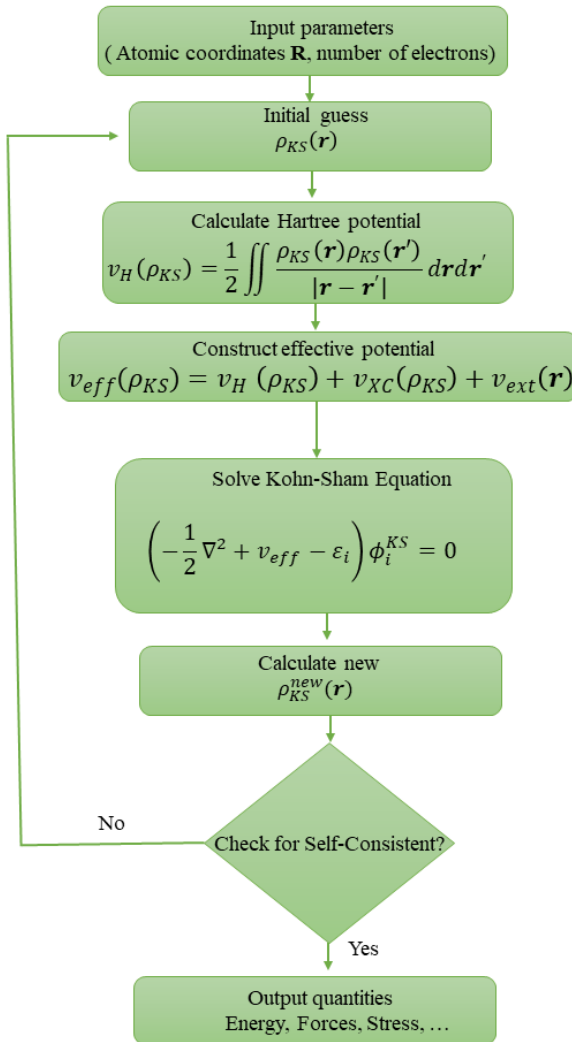 Input parameters
( Atomic coordinates R, number of electrons)
Initial guess
ρ_KS(r)
Calculate Hartree potential
v_H(ρ_KS) = 1/2 ∬ ρ_KS(r)ρ_KS(r′) / |r − r′| drdr′
Construct effective potential
v_eff(ρ_KS) = v_H (ρ_KS) + v_XC(ρ_KS) + v_ext(r)
Solve Kohn-Sham Equation
(−1/2 ∇² + v_eff − ε_i) ϕ_i^KS = 0
Calculate new
ρ_KS^new(r)
No
Check for Self-Consistent?
Yes
Output quantities
Energy, Forces, Stress, …